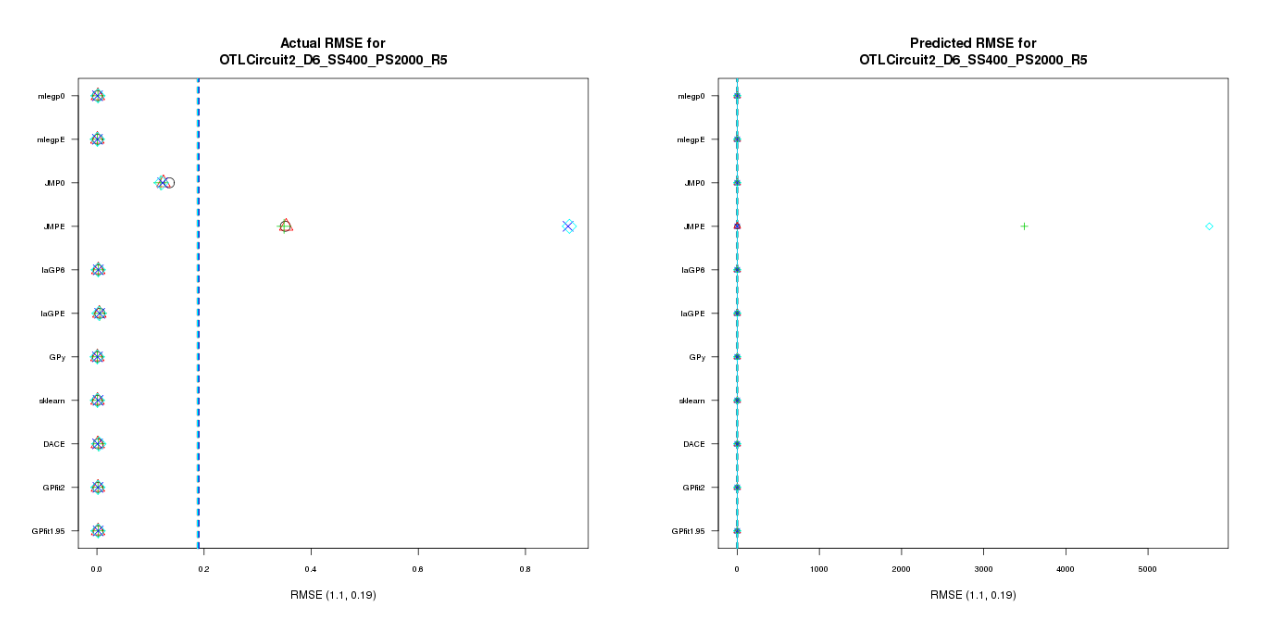 Actual RMSE for
OTLCircuit2_D6_SS400_PS2000_R5
mlegp0
mlegpE
JMP0
JMPE
laGP6
laGPE
GPy
sklearn
DACE
GPfit2
GPfit1.95
0.0 0.2 0.4 0.6 0.8
RMSE (1.1, 0.19)
Predicted RMSE for
OTLCircuit2_D6_SS400_PS2000_R5
mlegp0
mlegpE
JMP0
JMPE
laGP6
laGPE
GPy
sklearn
DACE
GPfit2
GPfit1.95
0 1000 2000 3000 4000 5000
RMSE (1.1, 0.19)